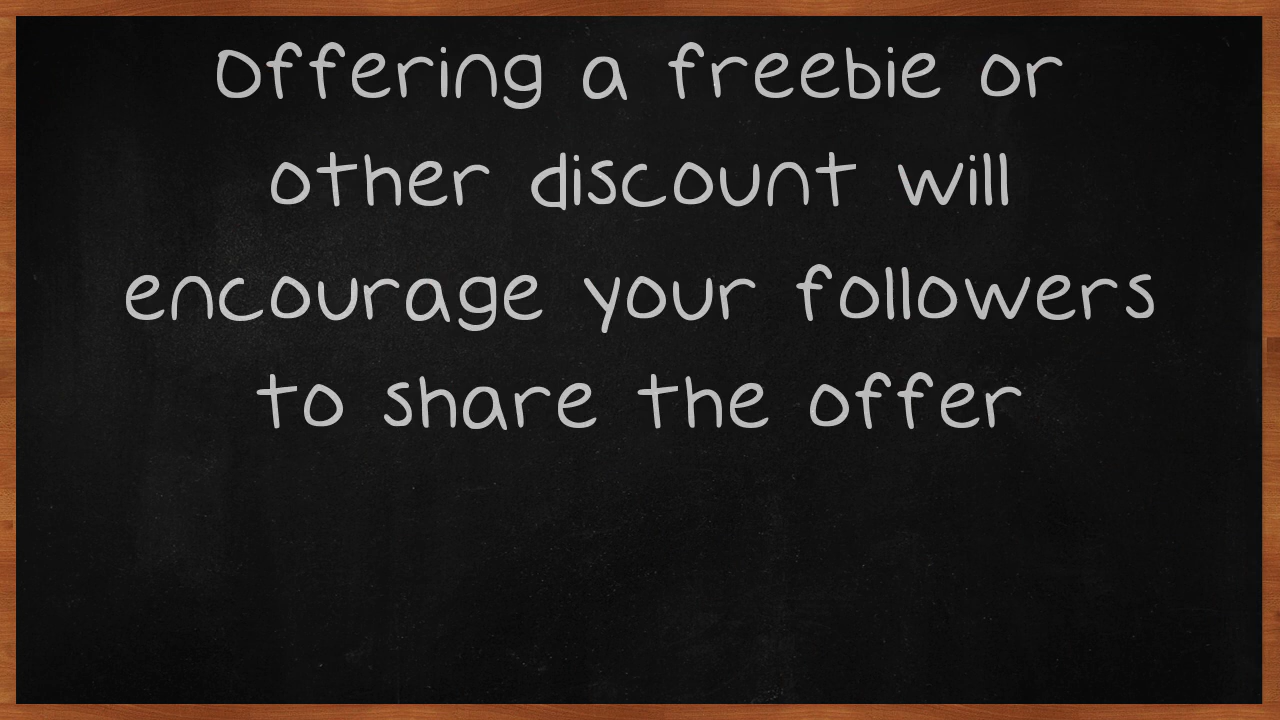 Offering a freebie or
other discount will
encourage your followers
to share the offer